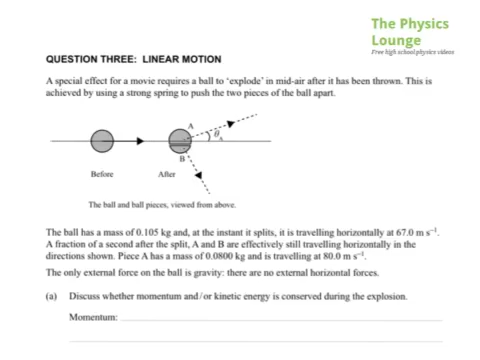 The Physics
Lounge
Free high school physics videos
QUESTION THREE: LINEAR MOTION
A special effect for a movie requires a ball to ‘explode’ in mid-air after it has been thrown. This is
achieved by using a strong spring to push the two pieces of the ball apart.
A
θA
B
Before After
The ball and ball pieces, viewed from above.
The ball has a mass of 0.105 kg and, at the instant it splits, it is travelling horizontally at 67.0 m s⁻¹.
A fraction of a second after the split, A and B are effectively still travelling horizontally in the
directions shown. Piece A has a mass of 0.0800 kg and is travelling at 80.0 m s⁻¹.
The only external force on the ball is gravity: there are no external horizontal forces.
(a) Discuss whether momentum and/or kinetic energy is conserved during the explosion.
Momentum: